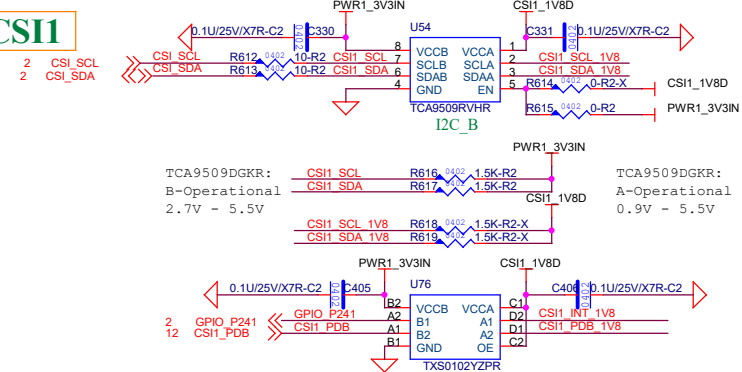 PWR1_3V3IN CSI1_1V8D
CSI1
0.1U/25V/X7R-C2 0402 C330 U54 C331 0402 0.1U/25V/X7R-C2
8 VCCB VCCA 1
2 CSI_SCL CSI_SCL R612 0402 10-R2 CSI1_SCL 7 SCLB SCLA 2 CSI1_SCL_1V8
2 CSI_SDA CSI_SDA R613 0402 10-R2 CSI1_SDA 6 SDAB SDAA 3 CSI1_SDA_1V8
4 GND EN 5 R614 0402 0-R2-X CSI1_1V8D
TCA9509RVHR R615 0402 0-R2 PWR1_3V3IN
I2C_B
PWR1_3V3IN
TCA9509DGKR: CSI1_SCL R616 0402 1.5K-R2 TCA9509DGKR:
B-Operational CSI1_SDA R617 0402 1.5K-R2 A-Operational
CSI1_1V8D
2.7V - 5.5V 0.9V - 5.5V
CSI1_SCL_1V8 R618 0402 1.5K-R2-X
CSI1_SDA_1V8 R619 0402 1.5K-R2-X
PWR1_3V3IN CSI1_1V8D
0.1U/25V/X7R-C2 0402 C405 U76 C406 0402 0.1U/25V/X7R-C2
B2 VCCB VCCA C1
2 GPIO_P241 GPIO_P241 A2 B1 A1 D2 CSI1_INT_1V8
12 CSI1_PDB CSI1_PDB A1 B2 A2 D1 CSI1_PDB_1V8
B1 GND OE C2
TXS0102YZPR